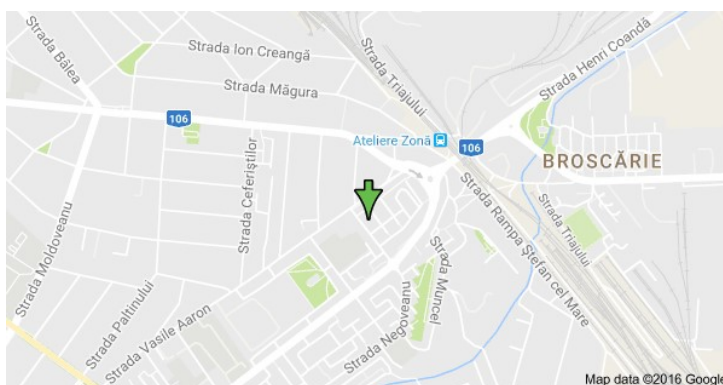 Strada Bâlea
Strada Ion Creangă
Strada Măgura
Strada Triajului
Strada Henri Coandă
106
Ateliere Zonă
106
BROSCĂRIE
Strada Ceferiștilor
Strada Moldoveanu
Strada Rampa Ștefan cel Mare
Strada Triajului
Strada Muncel
Strada Negoveanu
Strada Paltinului
Strada Vasile Aaron
Map data ©2016 Google